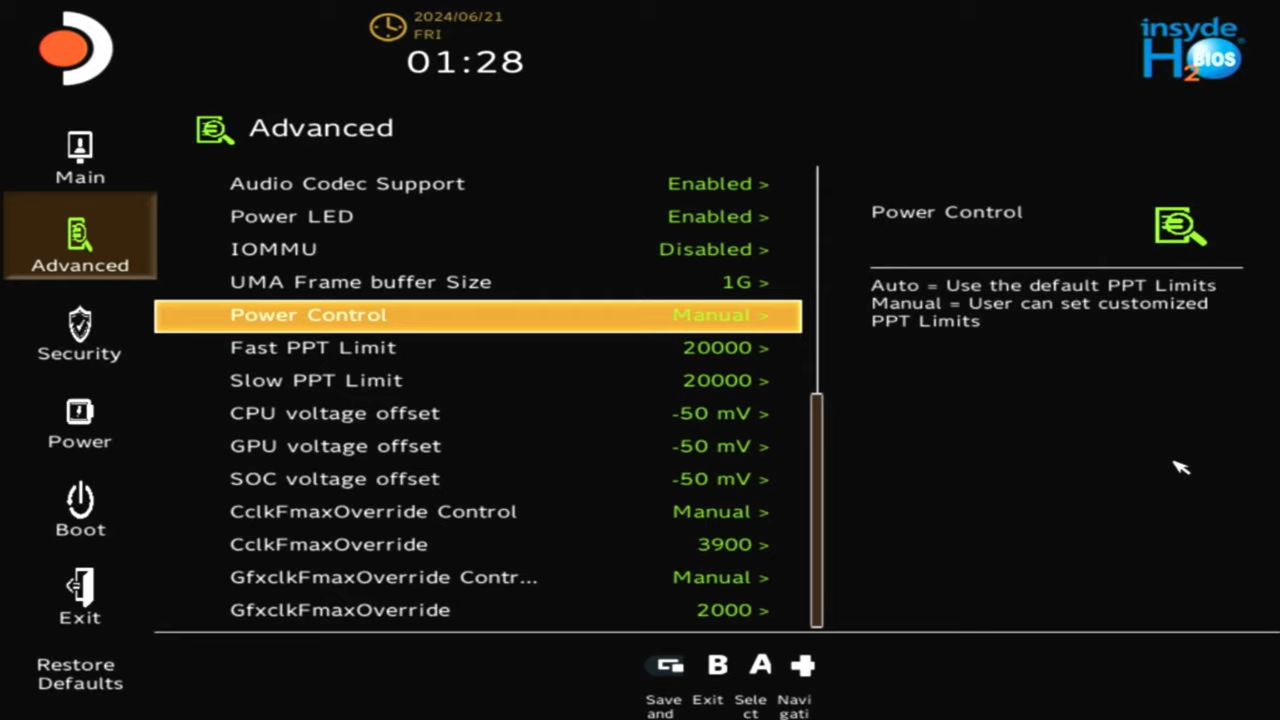 2024/06/21
FRI
01:28
insyde
H2BIOS
Main
Advanced
Security
Power
Boot
Exit
Restore
Defaults
Advanced
Audio Codec Support Enabled >
Power LED Enabled >
IOMMU Disabled >
UMA Frame buffer Size 1G >
Power Control Manual >
Fast PPT Limit 20000 >
Slow PPT Limit 20000 >
CPU voltage offset -50 mV >
GPU voltage offset -50 mV >
SOC voltage offset -50 mV >
CclkFmaxOverride Control Manual >
CclkFmaxOverride 3900 >
GfxclkFmaxOverride Contr... Manual >
GfxclkFmaxOverride 2000 >
Power Control
Auto = Use the default PPT Limits
Manual = User can set customized
PPT Limits
B A
Save Exit Sele Navi
and ct gati